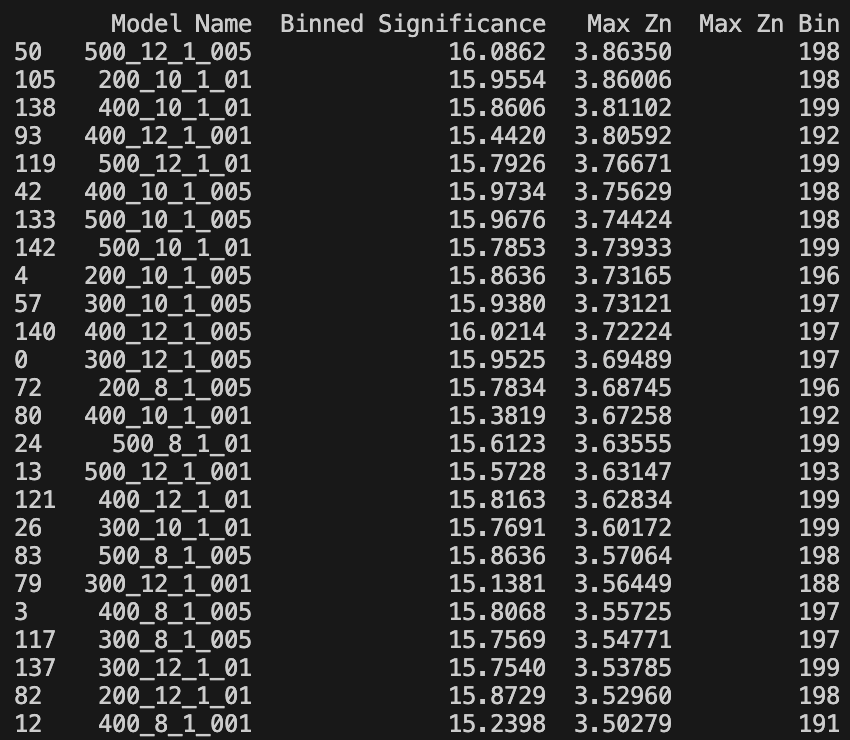 Model Name Binned Significance Max Zn Max Zn Bin
50 500_12_1_005 16.0862 3.86350 198
105 200_10_1_01 15.9554 3.86006 198
138 400_10_1_01 15.8606 3.81102 199
93 400_12_1_001 15.4420 3.80592 192
119 500_12_1_01 15.7926 3.76671 199
42 400_10_1_005 15.9734 3.75629 198
133 500_10_1_005 15.9676 3.74424 198
142 500_10_1_01 15.7853 3.73933 199
4 200_10_1_005 15.8636 3.73165 196
57 300_10_1_005 15.9380 3.73121 197
140 400_12_1_005 16.0214 3.72224 197
0 300_12_1_005 15.9525 3.69489 197
72 200_8_1_005 15.7834 3.68745 196
80 400_10_1_001 15.3819 3.67258 192
24 500_8_1_01 15.6123 3.63555 199
13 500_12_1_001 15.5728 3.63147 193
121 400_12_1_01 15.8163 3.62834 199
26 300_10_1_01 15.7691 3.60172 199
83 500_8_1_005 15.8636 3.57064 198
79 300_12_1_001 15.1381 3.56449 188
3 400_8_1_005 15.8068 3.55725 197
117 300_8_1_005 15.7569 3.54771 197
137 300_12_1_01 15.7540 3.53785 199
82 200_12_1_01 15.8729 3.52960 198
12 400_8_1_001 15.2398 3.50279 191